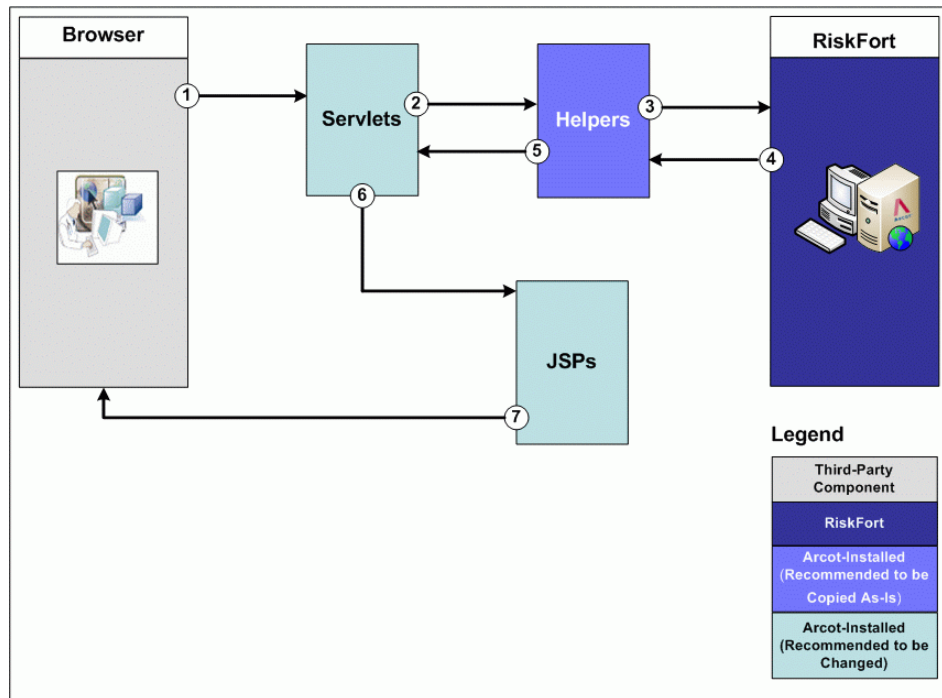 Browser
RiskFort
1
Servlets
2
Helpers
3
5
4
6
JSPs
7
Legend
Third-Party
Component
RiskFort
Arcot-Installed
(Recommended to be
Copied As-Is)
Arcot-Installed
(Recommended to be
Changed)